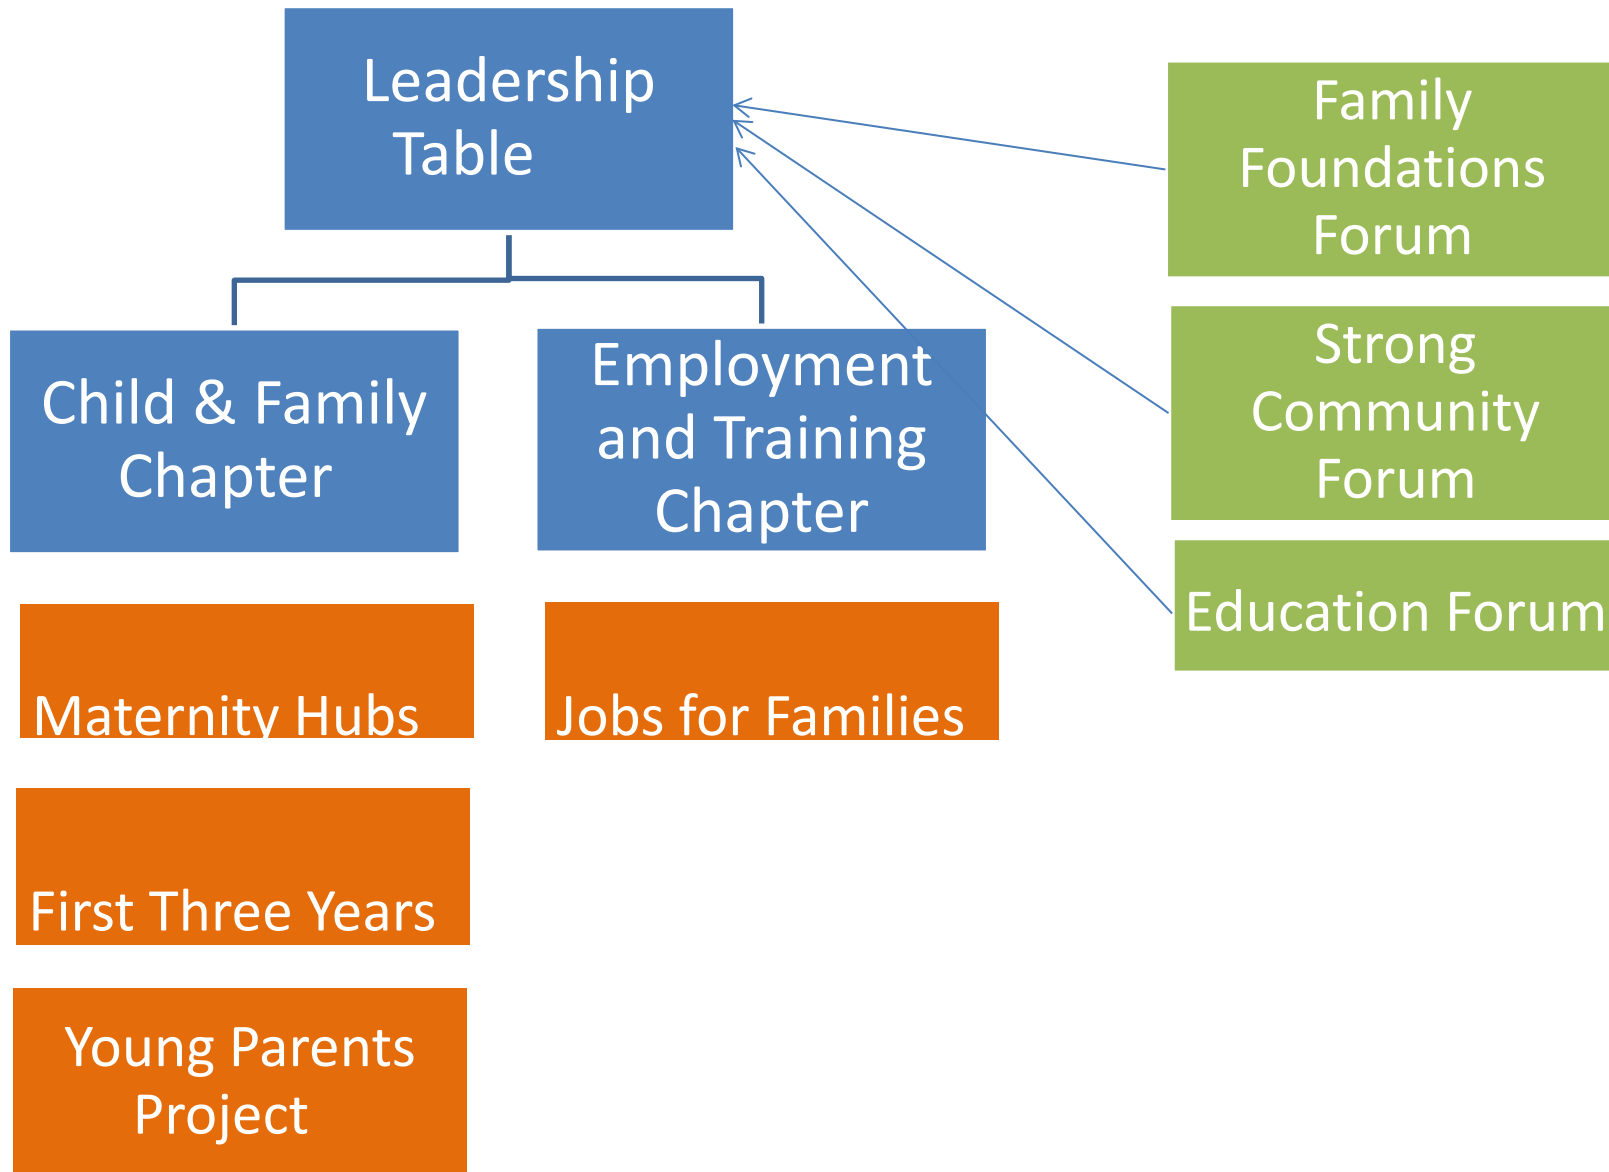 Leadership
Table
Family
Foundations
Forum
Child & Family
Chapter
Employment
and Training
Chapter
Strong
Community
Forum
Education Forum
Maternity Hubs
Jobs for Families
First Three Years
Young Parents
Project